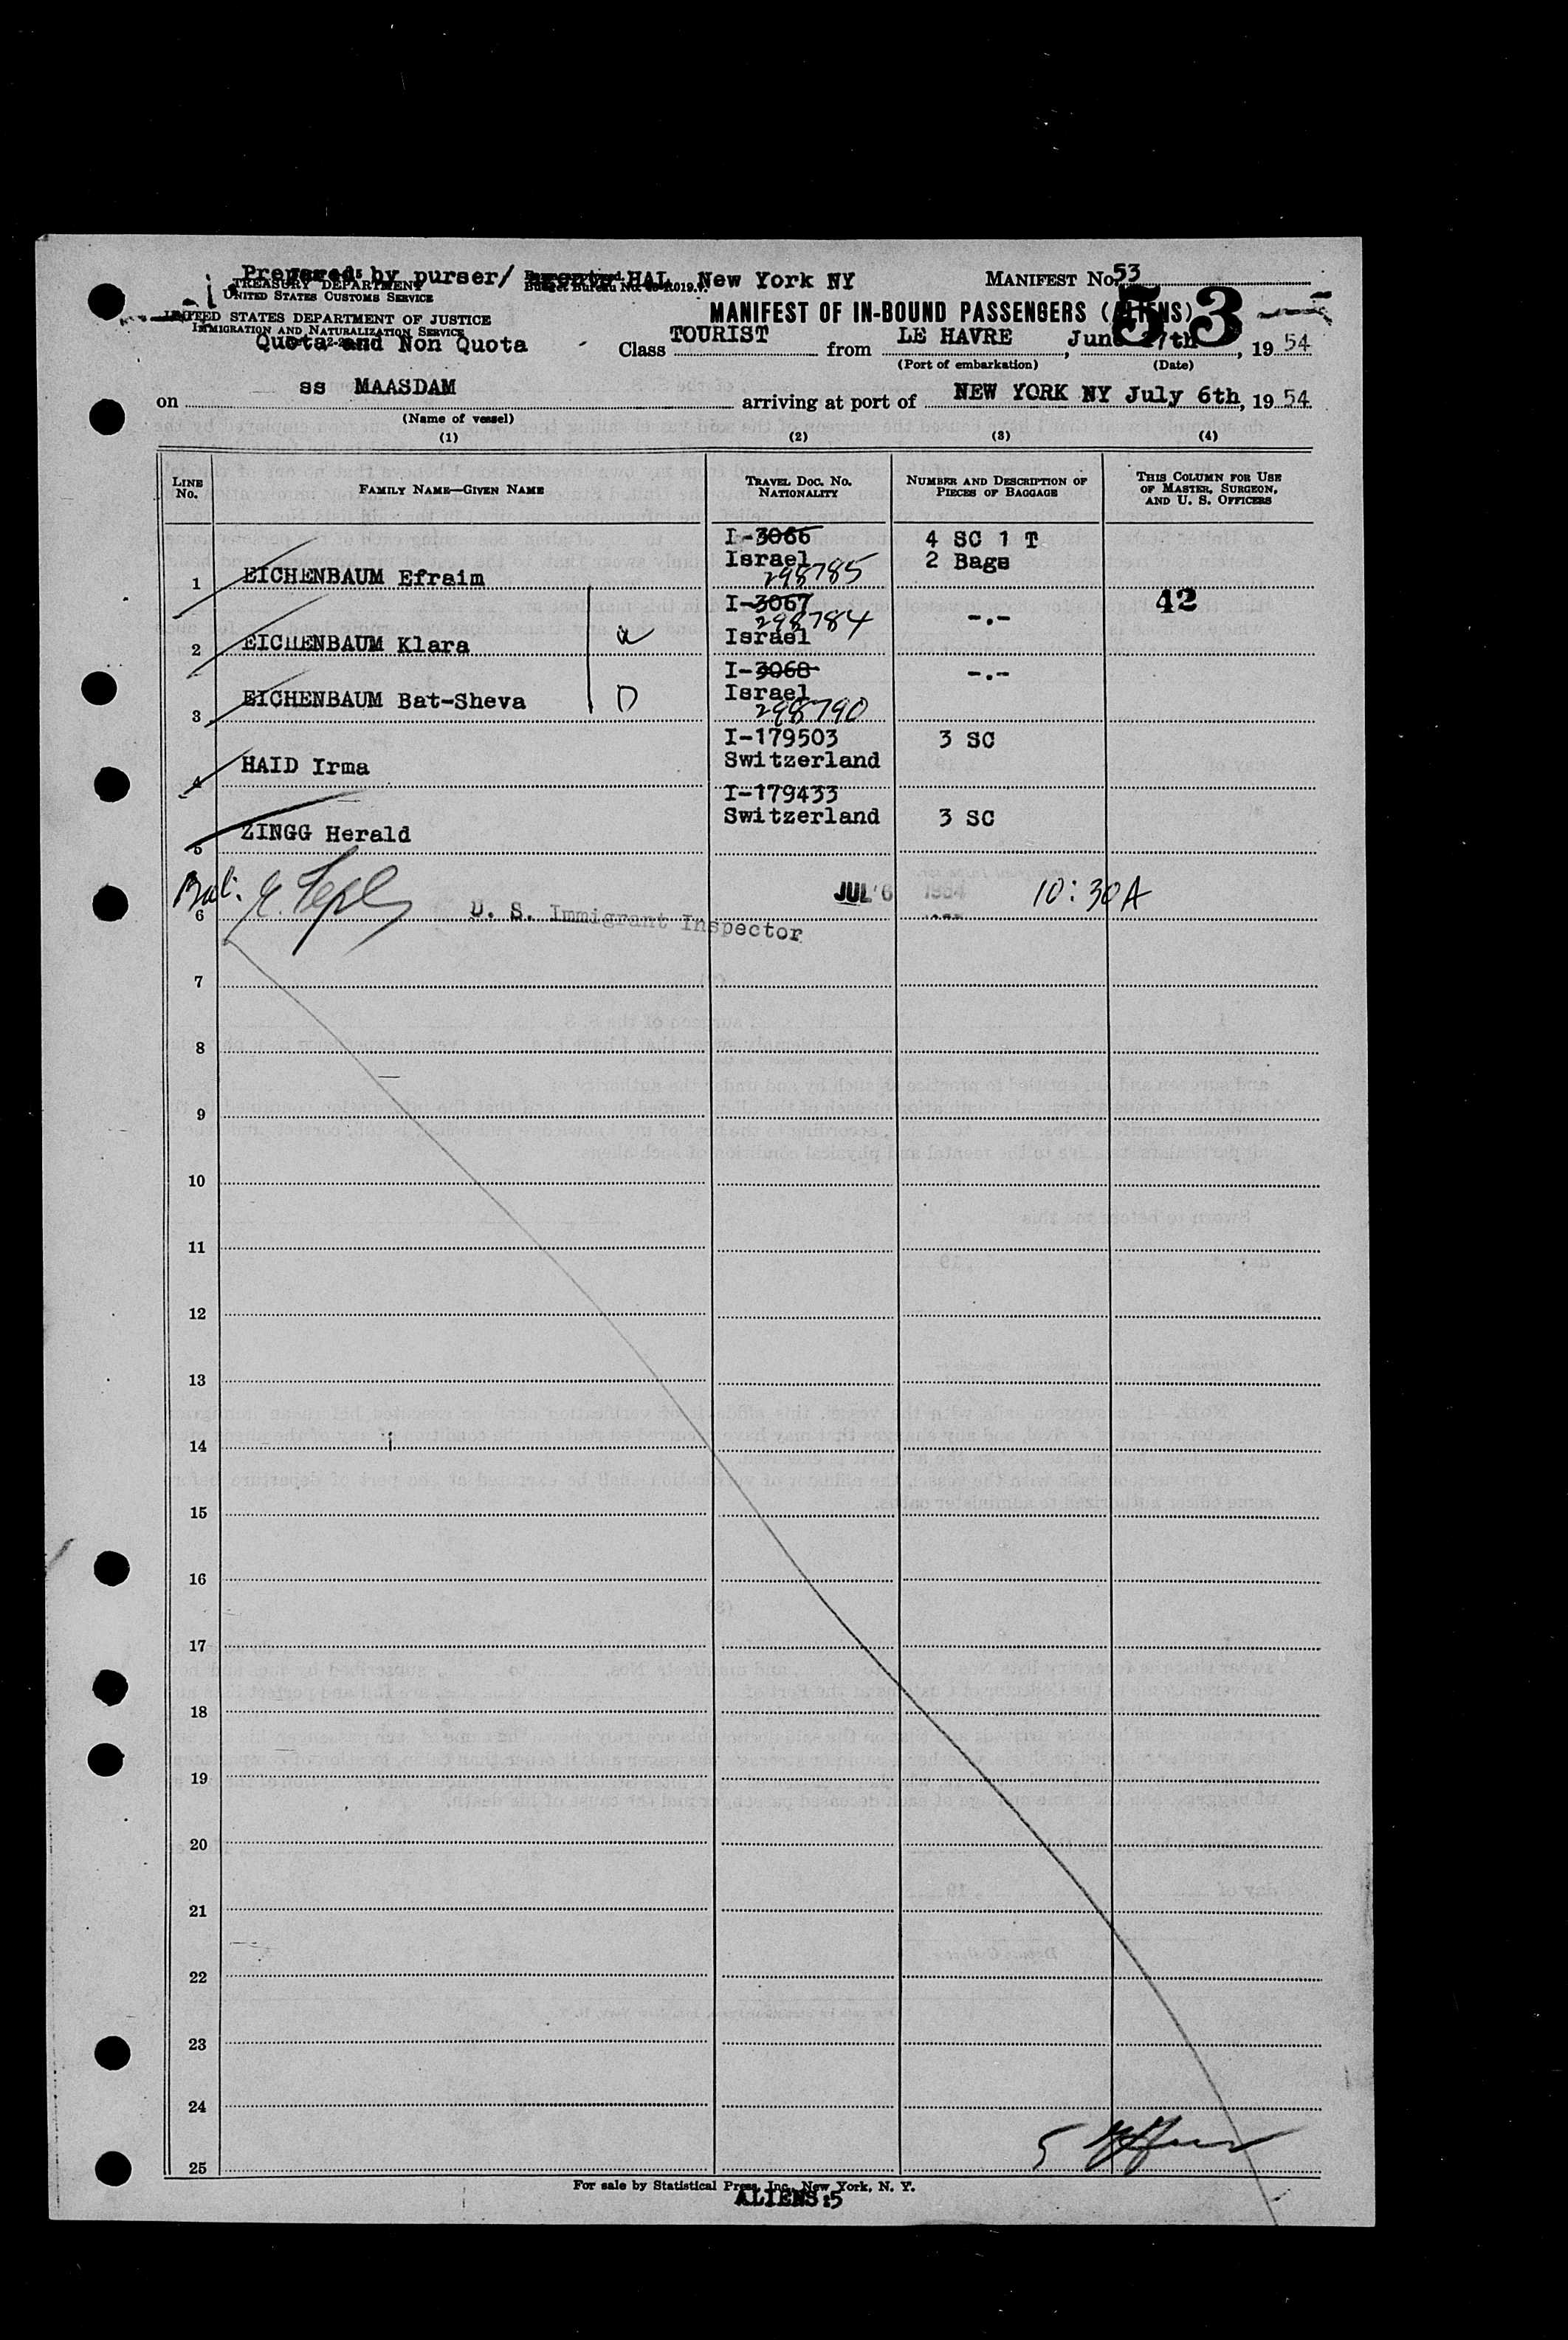 Prepared by purser/ HAL New York NY
TREASURY DEPARTMENT
UNITED STATES CUSTOMS SERVICE
MANIFEST NO. 53
53
UNITED STATES DEPARTMENT OF JUSTICE
IMMIGRATION AND NATURALIZATION SERVICE
MANIFEST OF IN-BOUND PASSENGERS (ALIENS)
Quota and Non Quota
Class TOURIST from LE HAVRE, June 27th, 19 54
(Port of embarkation) (Date)
on ss MAASDAM arriving at port of NEW YORK NY July 6th, 19 54
(Name of vessel)
(1) (2) (3) (4)
LINE NO. FAMILY NAME—GIVEN NAME TRAVEL DOC. NO. NATIONALITY NUMBER AND DESCRIPTION OF PIECES OF BAGGAGE THIS COLUMN FOR USE OF MASTER, SURGEON, AND U. S. OFFICERS
I-3066 4 SC 1 T
Israel 2 Bags
1 EICHENBAUM Efraim 298785
I-3067 42
298784 -.-
2 EICHENBAUM Klara Israel
I-3068 -.-
Israel
3 EICHENBAUM Bat-Sheva D 298790
I-179503 3 SC
4 HAID Irma Switzerland
I-179433
Switzerland 3 SC
5 ZINGG Herald
JUL 6 1954 10:30A
6 U. S. Immigrant Inspector
7
8
9
10
11
12
13
14
15
16
17
18
19
20
21
22
23
24
5
25
For sale by Statistical Press, Inc., New York, N. Y.
ALIENS:5